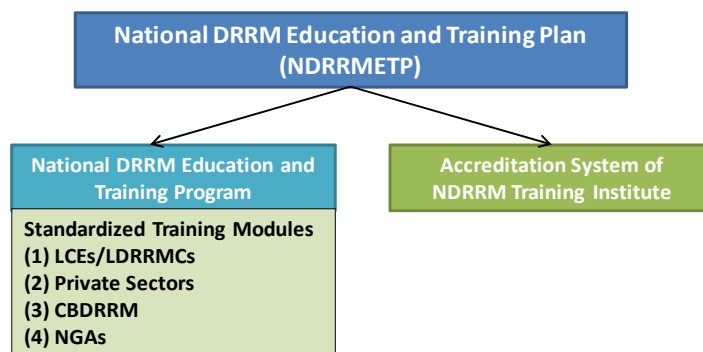 National DRRM Education and Training Plan
(NDRRMETP)
National DRRM Education and
Training Program
Accreditation System of
NDRRM Training Institute
Standardized Training Modules
(1) LCEs/LDRRMCs
(2) Private Sectors
(3) CBDRRM
(4) NGAs